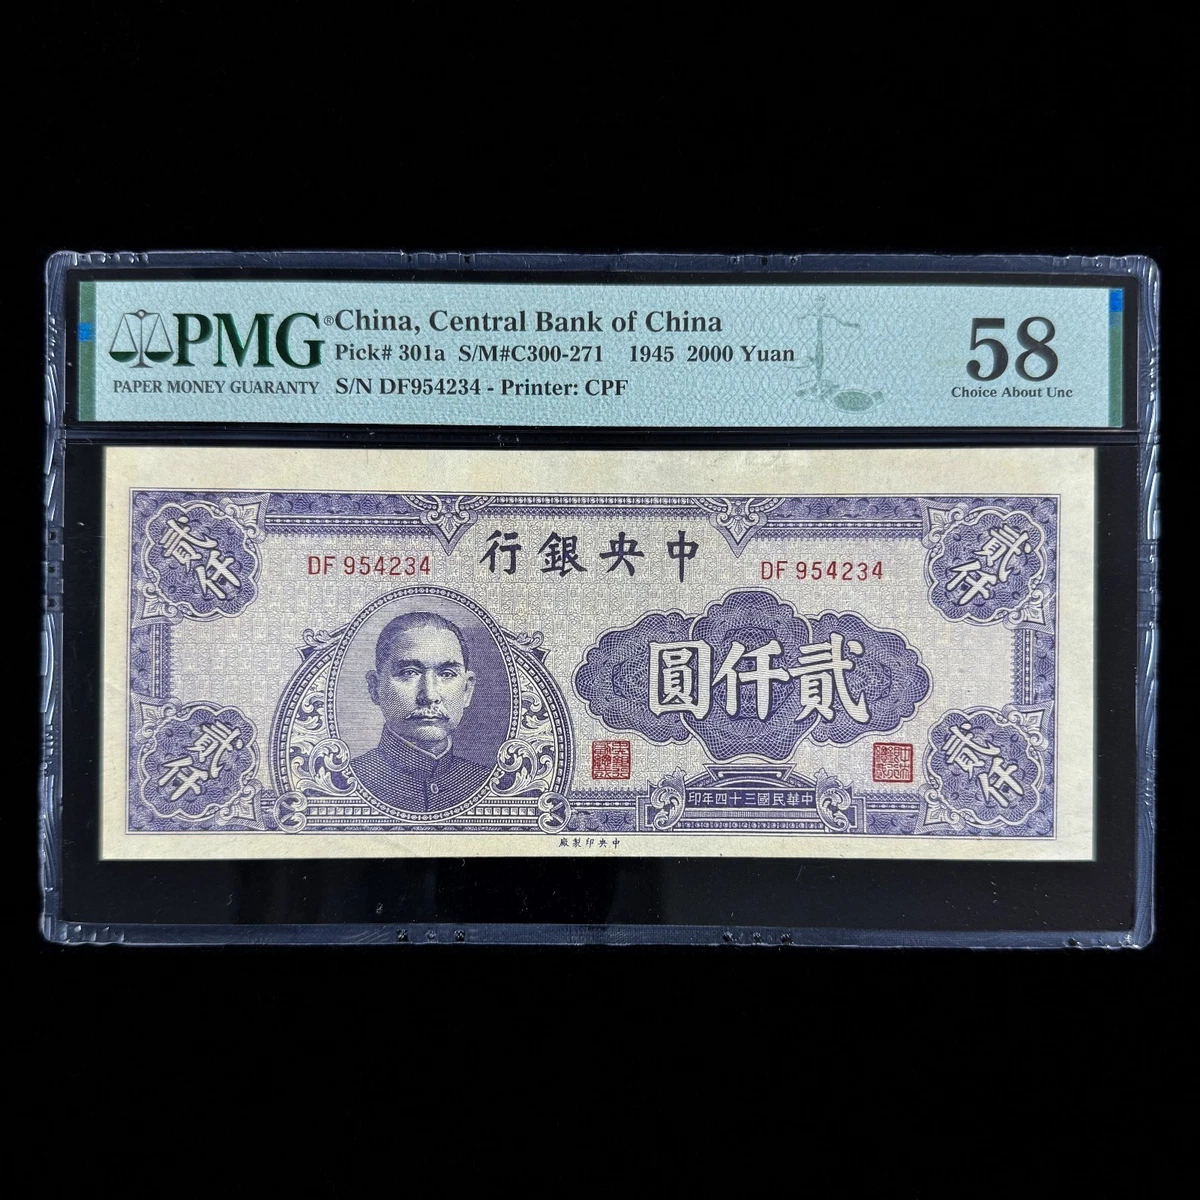 PMG®
PAPER MONEY GUARANTY
China, Central Bank of China
Pick# 301a S/M#C300-271 1945 2000 Yuan
S/N DF954234 - Printer: CPF
58
Choice About Unc
貳仟
貳仟
行銀央中
DF 954234
DF 954234
圓仟貳
印年四十三國民華中
貳仟
貳仟
廠製印央中